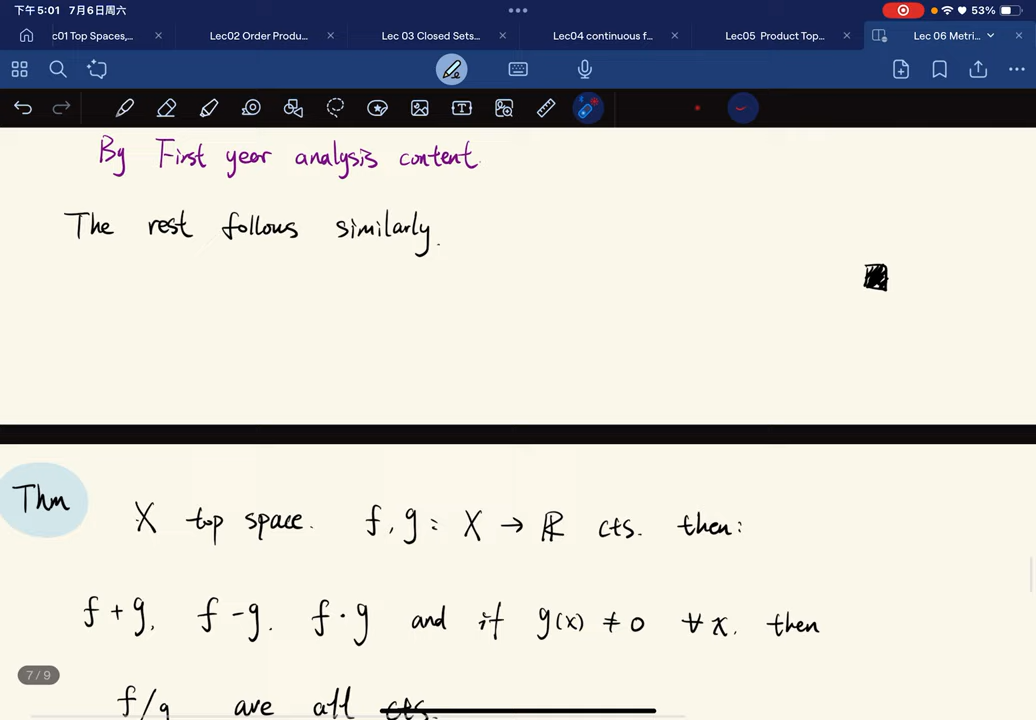 下午5:01 7月6日周六
53%
c01 Top Spaces,...
Lec02 Order Produ...
Lec 03 Closed Sets...
Lec04 continuous f...
Lec05 Product Top...
Lec 06 Metri...
By First year analysis content.
The rest follows similarly.
Thm
X top space. f, g : X → ℝ cts. then:
f + g, f - g. f · g and if g(x) ≠ 0 ∀x. then
7/9
f/g are all cts.